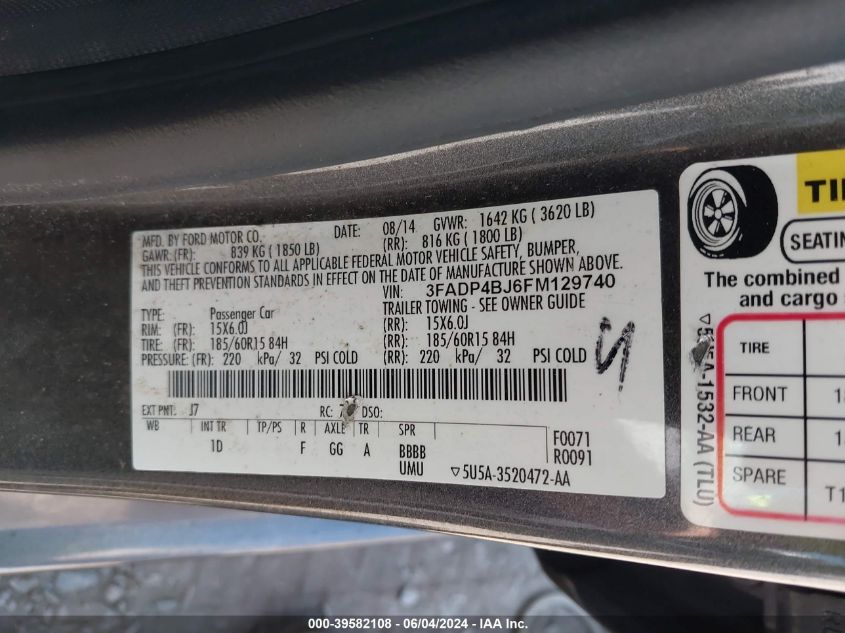 MFD. BY FORD MOTOR CO. DATE: 08/14 GVWR: 1642 KG ( 3620 LB)
GAWR: (FR): 839 KG ( 1850 LB) (RR): 816 KG ( 1800 LB)
THIS VEHICLE CONFORMS TO ALL APPLICABLE FEDERAL MOTOR VEHICLE SAFETY, BUMPER,
AND THEFT PREVENTION STANDARDS IN EFFECT ON THE DATE OF MANUFACTURE SHOWN ABOVE.
VIN: 3FADP4BJ6FM129740
TYPE: Passenger Car TRAILER TOWING - SEE OWNER GUIDE
RIM: (FR): 15X6.0J (RR): 15X6.0J
TIRE: (FR): 185/60R15 84H (RR): 185/60R15 84H
PRESSURE: (FR): 220 kPa/ 32 PSI COLD (RR): 220 kPa/ 32 PSI COLD
EXT PNT: J7 RC: DSO:
WB INT TR TP/PS R AXLE TR SPR
1D F GG A BBBB
UMU
F0071
R0091
▽5U5A-3520472-AA
SEATIN
The combined
and cargo
TIRE
FRONT
REAR
SPARE T1
A-1532-AA (TLU)
000-39582108 - 06/04/2024 - IAA Inc.